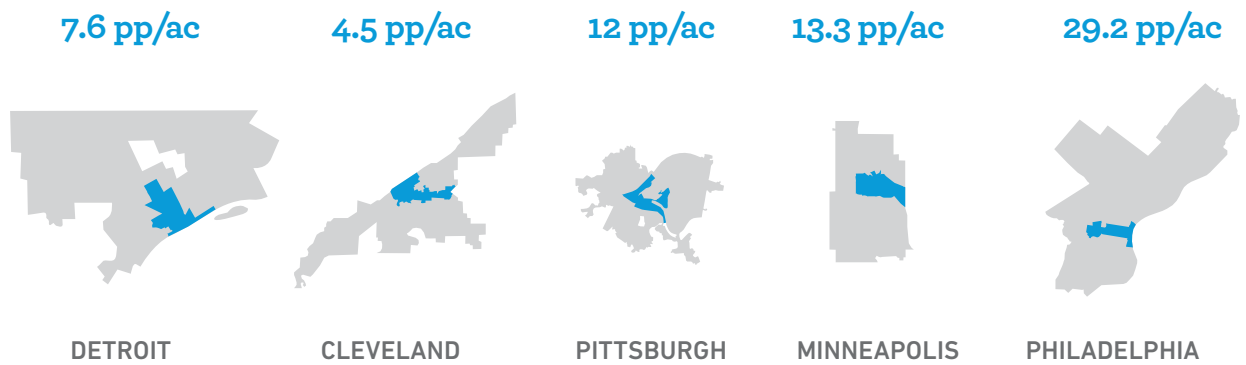 7.6 pp/ac 4.5 pp/ac 12 pp/ac 13.3 pp/ac 29.2 pp/ac
DETROIT CLEVELAND PITTSBURGH MINNEAPOLIS PHILADELPHIA